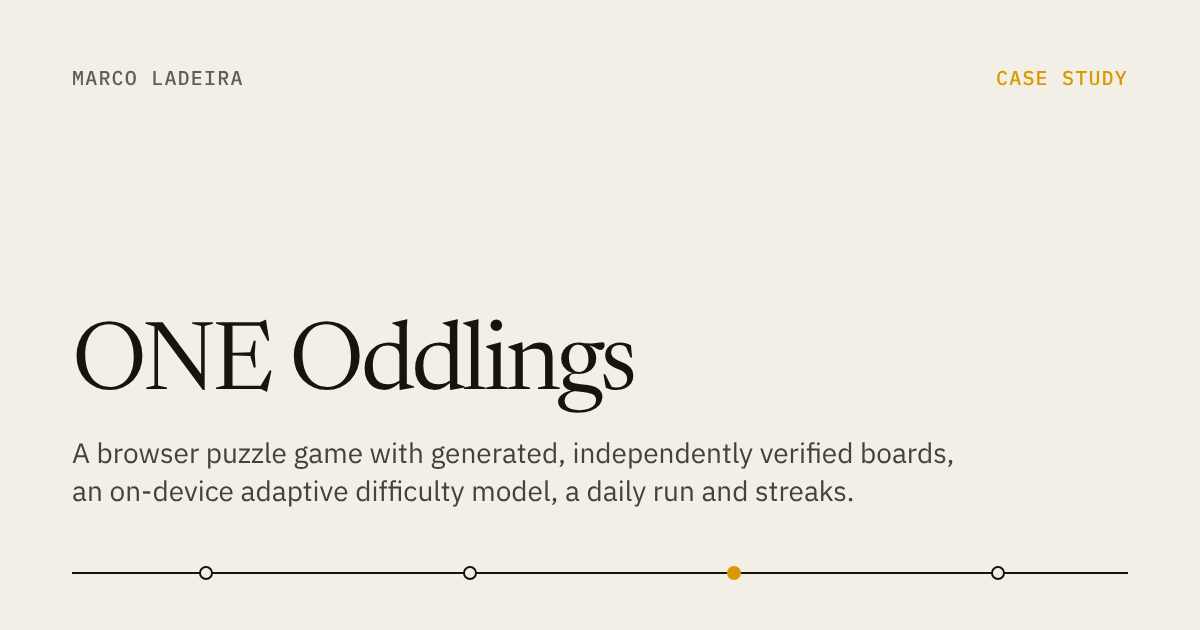 MARCO LADEIRA
CASE STUDY
ONE Oddlings
A browser puzzle game with generated, independently verified boards,
an on-device adaptive difficulty model, a daily run and streaks.